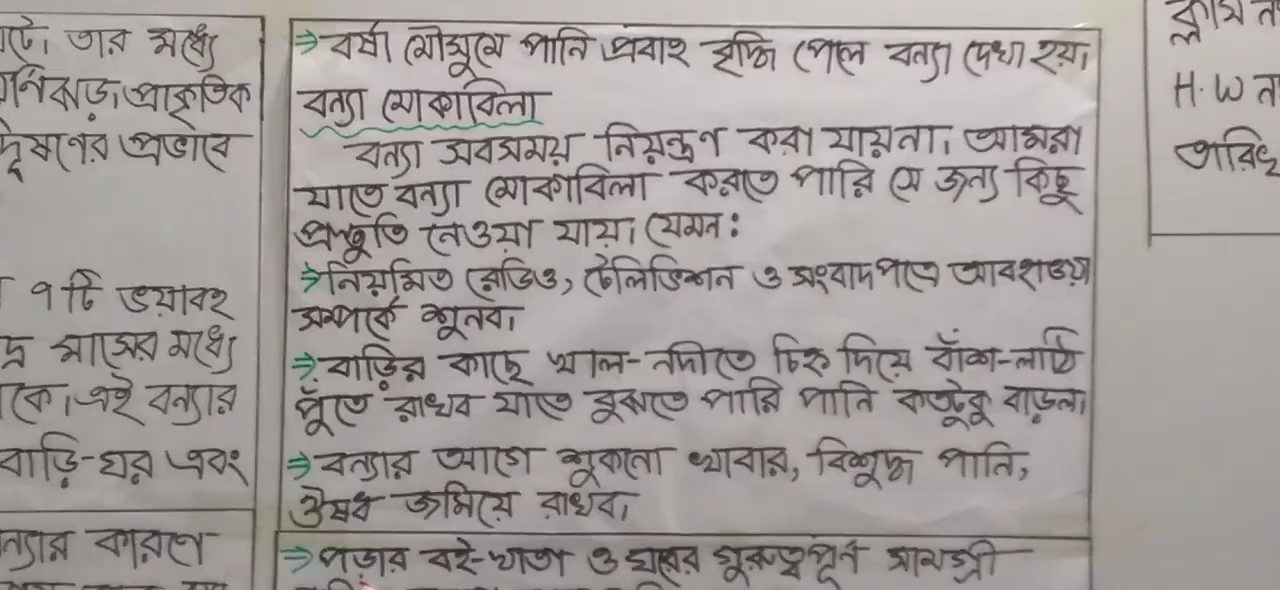 ⇒ বর্ষা মৌসুমে পানি প্রবাহ বৃদ্ধি পেলে বন্যা দেখা হয়।
বন্যা মোকাবিলা
বন্যা সবসময় নিয়ন্ত্রণ করা যায়না। আমরা
যাতে বন্যা মোকাবিলা করতে পারি সে জন্য কিছু
প্রস্তুতি নেওয়া যায়। যেমন:
⇒ নিয়মিত রেডিও, টেলিভিশন ও সংবাদপত্রে আবহাওয়া
সম্পর্কে শুনব।
⇒ বাড়ির কাছে খাল-নদীতে চিহ্ন দিয়ে বাঁশ-লাঠি
পুঁতে রাখব যাতে বুঝতে পারি পানি কতটুকু বাড়ল।
⇒ বন্যার আগে শুকনো খাবার, বিশুদ্ধ পানি,
ঔষধ জমিয়ে রাখব।
⇒ পড়ার বই-খাতা ও ঘরের গুরুত্বপূর্ণ সামগ্রী
তার মধ্যে
প্রাকৃতিক
দূষণের প্রভাবে
৭টি ভয়াবহ
মাসের মধ্যে
এই বন্যার
বাড়ি-ঘর এবং
কারণে
H.W